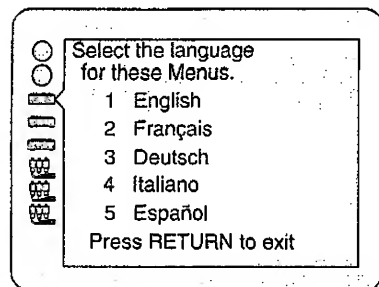 Select the language
for these Menus.
1 English
2 Français
3 Deutsch
4 Italiano
5 Español
Press RETURN to exit